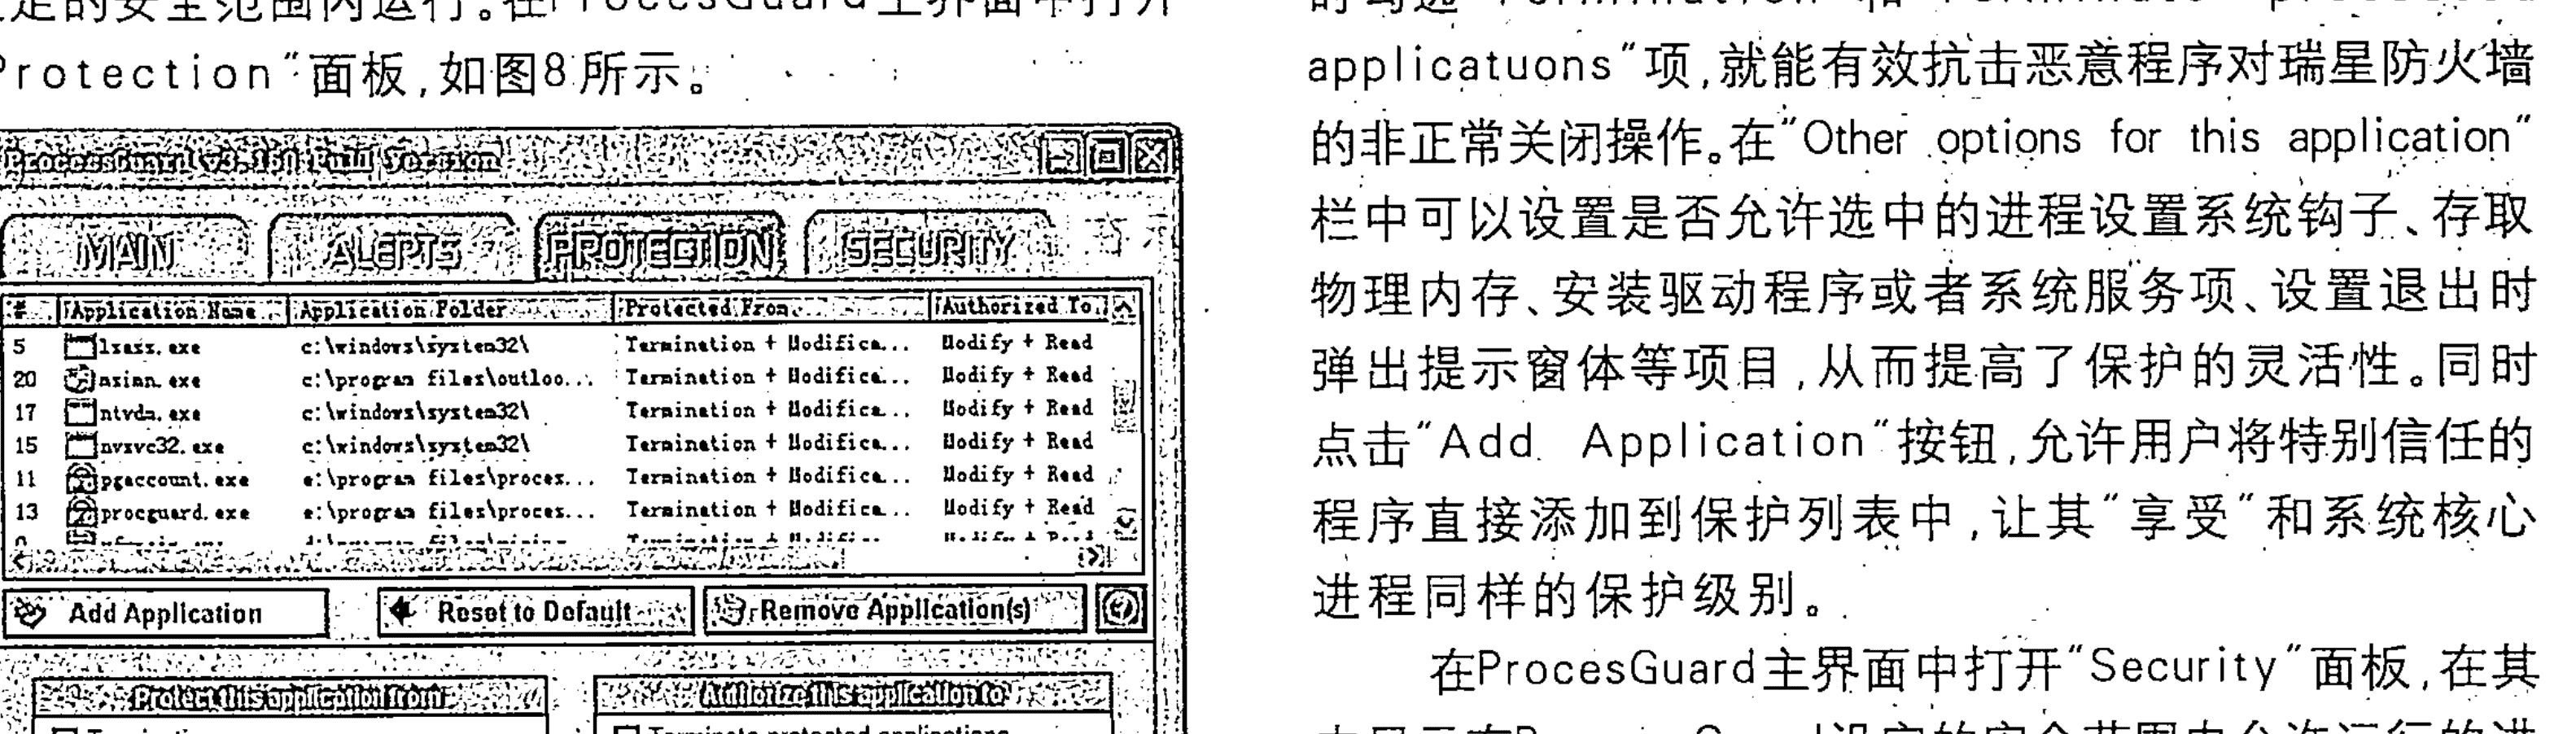 定的安全范围内运行。在ProcesGuard主界面中打开
Protection"面板,如图8所示。
ProcessGuard v3.150 Full Version
MAIN
ALERTS
PROTECTION
SECURITY
# Application Name Application Folder Protected From Authorized To
5 lsass.exe c:\windows\system32\ Termination + Modifica... Modify + Read
20 msimn.exe c:\program files\outloo... Termination + Modifica... Modify + Read
17 ntvdm.exe c:\windows\system32\ Termination + Modifica... Modify + Read
15 nvsvc32.exe c:\windows\system32\ Termination + Modifica... Modify + Read
11 pgaccount.exe e:\program files\proces... Termination + Modifica... Modify + Read
13 procguard.exe e:\program files\proces... Termination + Modifica... Modify + Read
Add Application
Reset to Default
Remove Application(s)
Protect this application from
Authorize this application to
Terminate protected applications
applicatuons"项,就能有效抗击恶意程序对瑞星防火墙
的非正常关闭操作。在"Other options for this application"
栏中可以设置是否允许选中的进程设置系统钩子、存取
物理内存、安装驱动程序或者系统服务项、设置退出时
弹出提示窗体等项目,从而提高了保护的灵活性。同时
点击"Add Application"按钮,允许用户将特别信任的
程序直接添加到保护列表中,让其"享受"和系统核心
进程同样的保护级别。
在ProcesGuard主界面中打开"Security"面板,在其